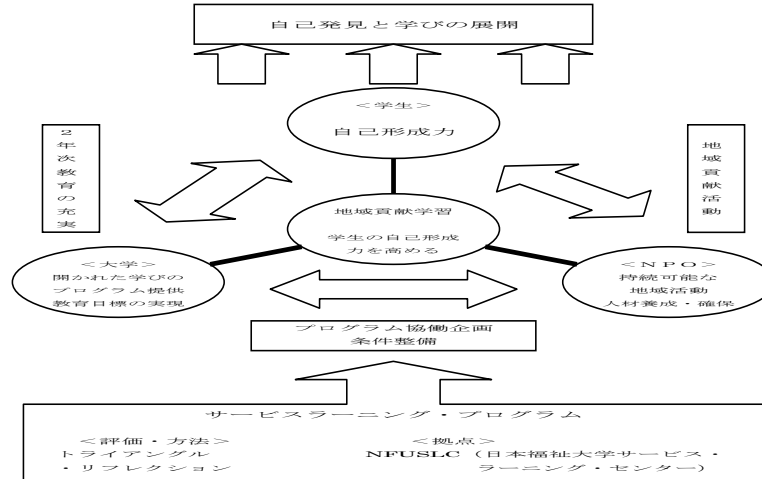 自己発見と学びの展開
＜学生＞
自己形成力
２年次教育の充実
地域貢献活動
地域貢献学習
学生の自己形成
力を高める
＜大学＞
開かれた学びの
プログラム提供
教育目標の実現
＜ＮＰＯ＞
持続可能な
地域活動
人材養成・確保
プログラム協働企画
条件整備
サービスラーニング・プログラム
＜評価・方法＞
トライアングル
・リフレクション
＜拠点＞
NFUSLC（日本福祉大学サービス・
ラーニング・センター）